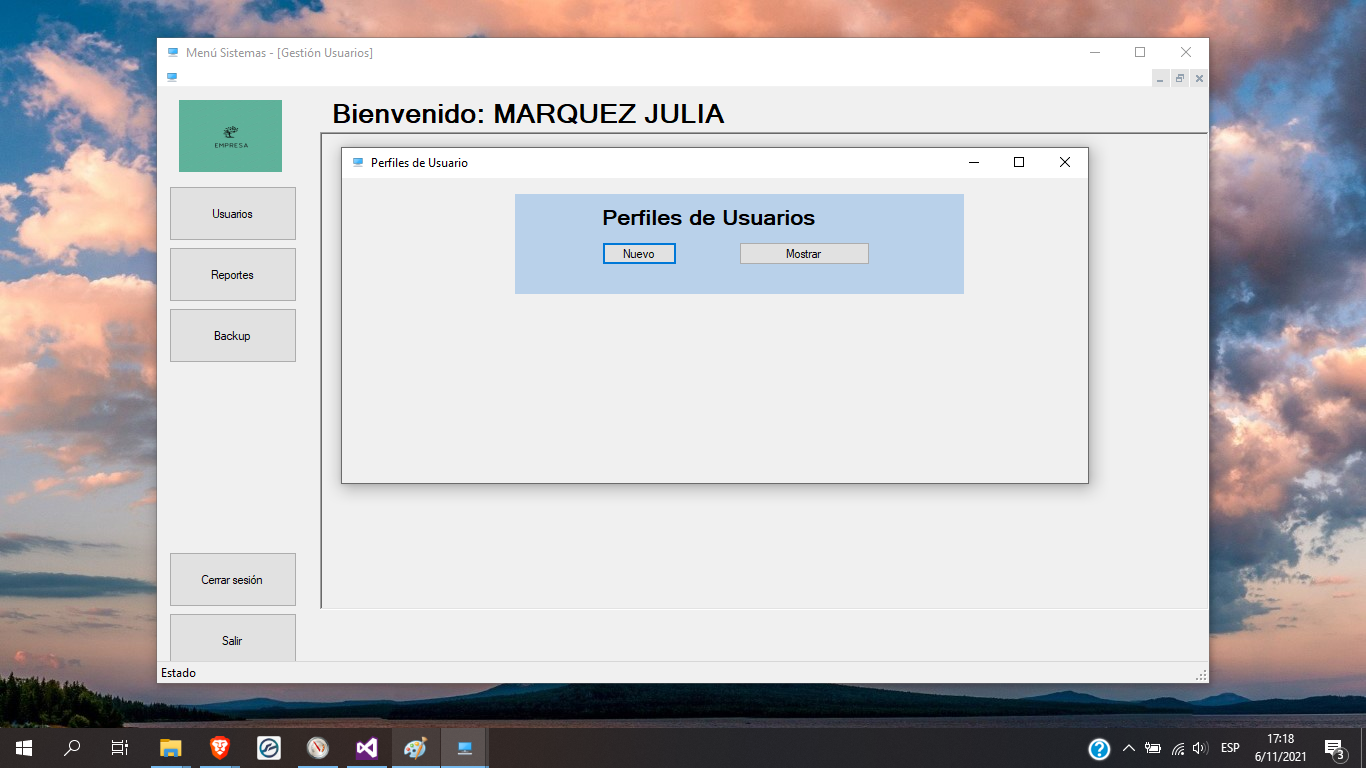 Menú Sistemas - [Gestión Usuarios]
EMPRESA
Bienvenido: MARQUEZ JULIA
Usuarios
Reportes
Backup
Cerrar sesión
Salir
Perfiles de Usuario
Perfiles de Usuarios
Nuevo
Mostrar
Estado
ESP
17:18
6/11/2021
3